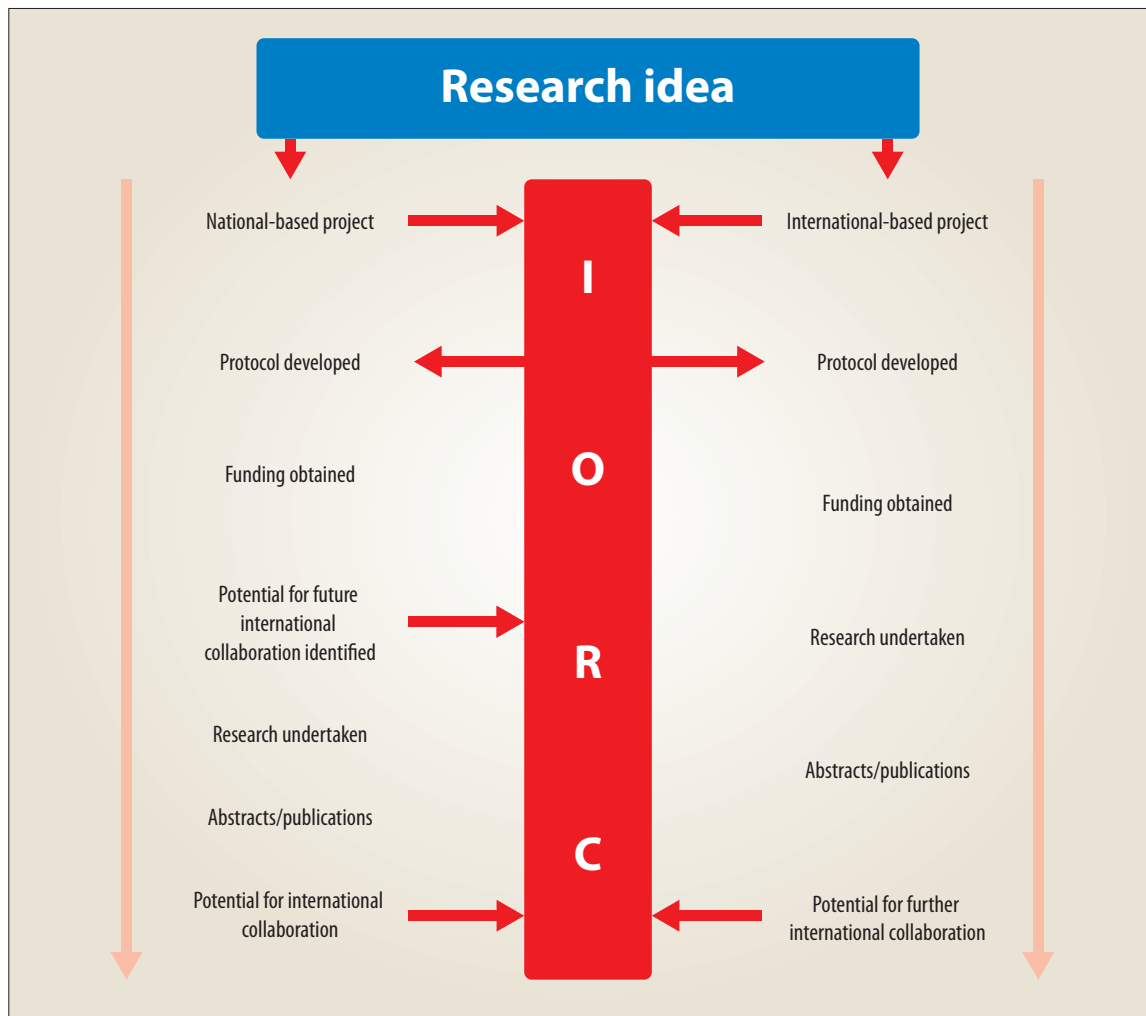 Research idea
National-based project
Protocol developed
Funding obtained
Potential for future
international
collaboration identified
Research undertaken
Abstracts/publications
Potential for international
collaboration
I
O
R
C
International-based project
Protocol developed
Funding obtained
Research undertaken
Abstracts/publications
Potential for further
international collaboration